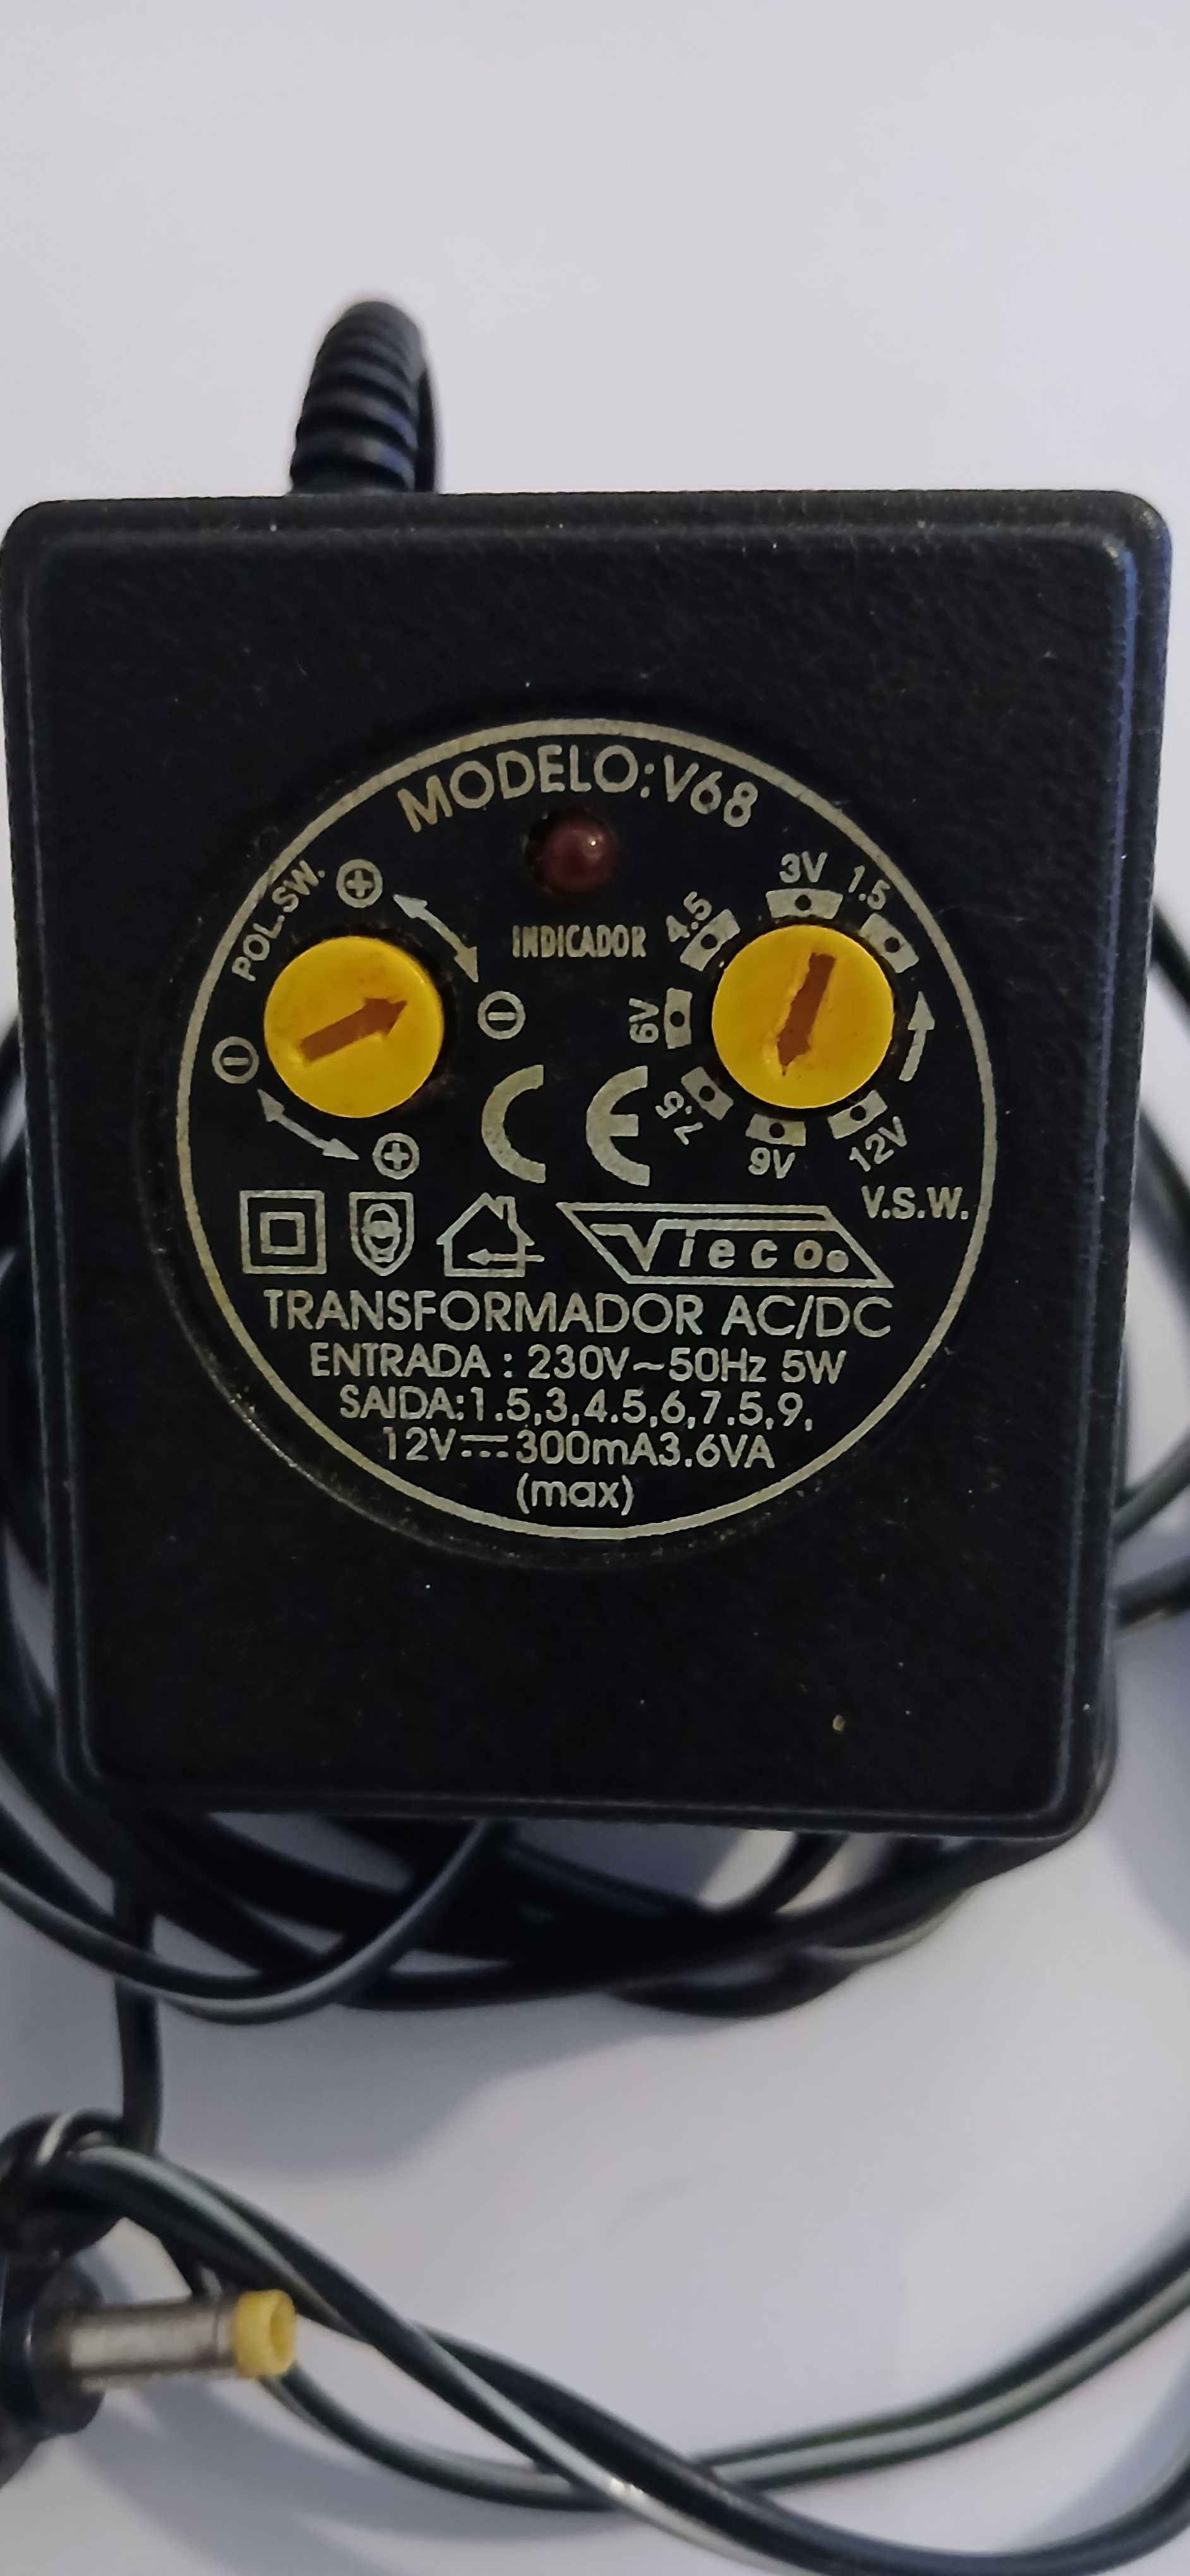 MODELO: V68
POL.SW.
INDICADOR
3V
1.5
4.5
6V
7.5
9V
12V
V.S.W.
CE
Vieco
TRANSFORMADOR AC/DC
ENTRADA : 230V~50Hz 5W
SAIDA:1.5,3,4.5,6,7.5,9,
12V⎓300mA3.6VA
(max)